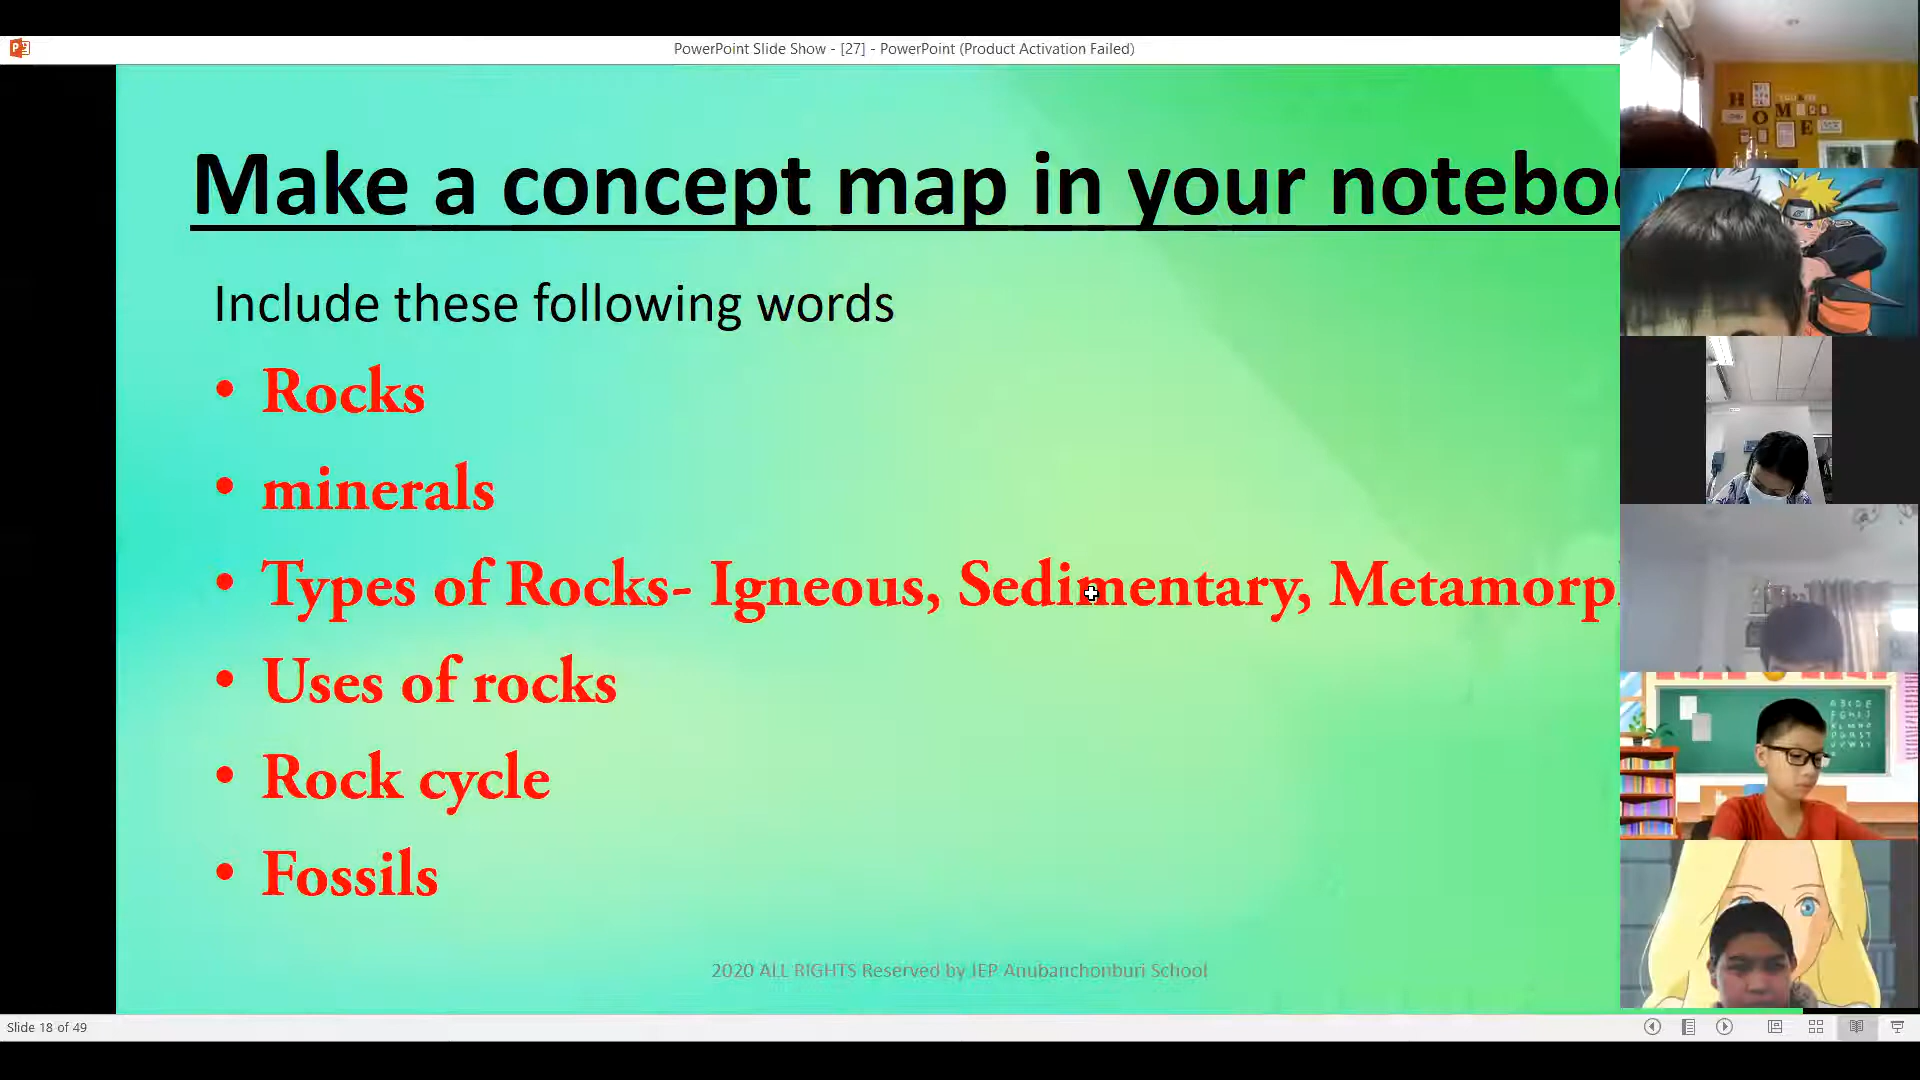 PowerPoint Slide Show - [27] - PowerPoint (Product Activation Failed)
Make a concept map in your noteboo
Include these following words
• Rocks
• minerals
• Types of Rocks- Igneous, Sedimentary, Metamorp
• Uses of rocks
• Rock cycle
• Fossils
2020 ALL RIGHTS Reserved by IEP Anubanchonburi School
Slide 18 of 49
HOME